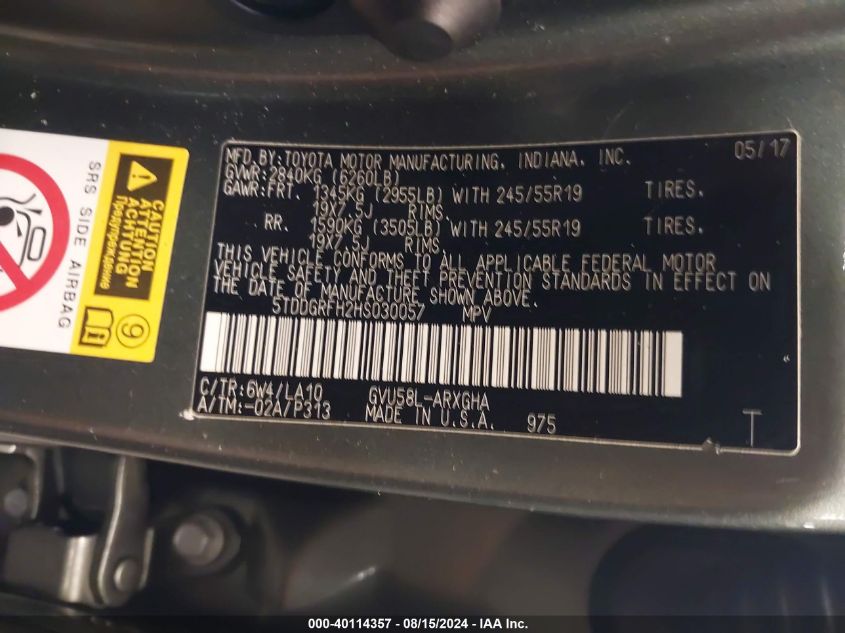 MFD.BY:TOYOTA MOTOR MANUFACTURING, INDIANA, INC. 05/17
GVWR:2840KG (6260LB)
GAWR:FRT. 1345KG (2955LB) WITH 245/55R19 TIRES.
19X7.5J RIMS.
RR. 1590KG (3505LB) WITH 245/55R19 TIRES.
19X7.5J RIMS.
THIS VEHICLE CONFORMS TO ALL APPLICABLE FEDERAL MOTOR
VEHICLE SAFETY AND THEFT PREVENTION STANDARDS IN EFFECT ON
THE DATE OF MANUFACTURE SHOWN ABOVE.
5TDDGRFH2HS030057 MPV
C/TR:6W4/LA10 GVU58L-ARXGHA
A/TM:-02A/P313 MADE IN U.S.A. 975
T
SRS SIDE AIRBAG
CAUTION
ATTENTION
ACHTUNG
Предупреждение
9
000-40114357 - 08/15/2024 - IAA Inc.